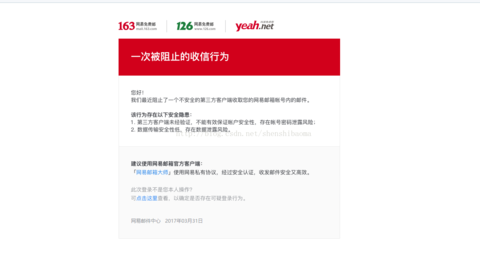 163 网易免费邮 126 网易免费邮 yeah.net
www.163.com www.126.com
一次被阻止的收信行为
您好!
我们最近阻止了一个不安全的第三方客户端收取您的网易邮箱帐号内的邮件。
该行为存在以下安全隐患:
1. 第三方客户端未经验证,不能有效保证帐户安全性,存在帐号密码泄露风险;
2. 数据传输安全性低,存在数据泄露风险。
建议使用网易邮箱官方客户端:
「网易邮箱大师」使用网易私有协议,经过安全认证,收发邮件安全又高效。
此次登录不是您本人操作?
可点击这里查看,以确定是否存在可疑登录行为。
网易邮件中心 2017年03月31日